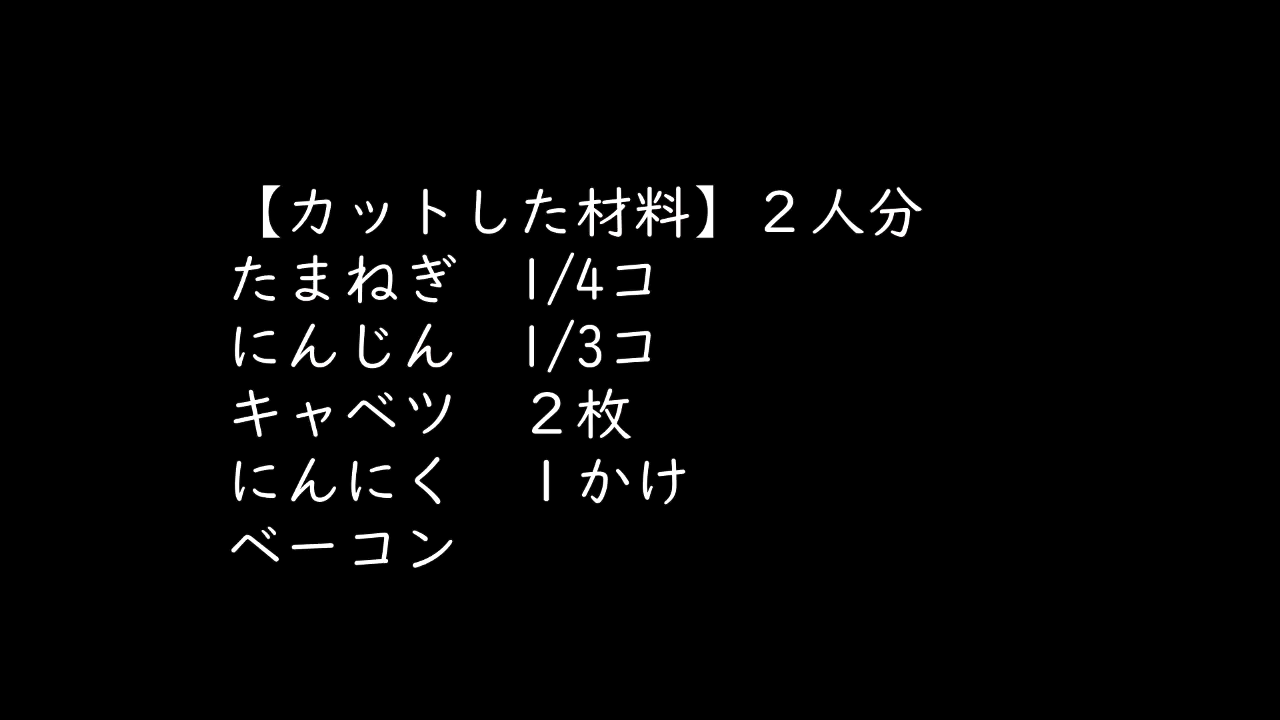 【カットした材料】２人分
たまねぎ　1/4コ
にんじん　1/3コ
キャベツ　２枚
にんにく　１かけ
ベーコン